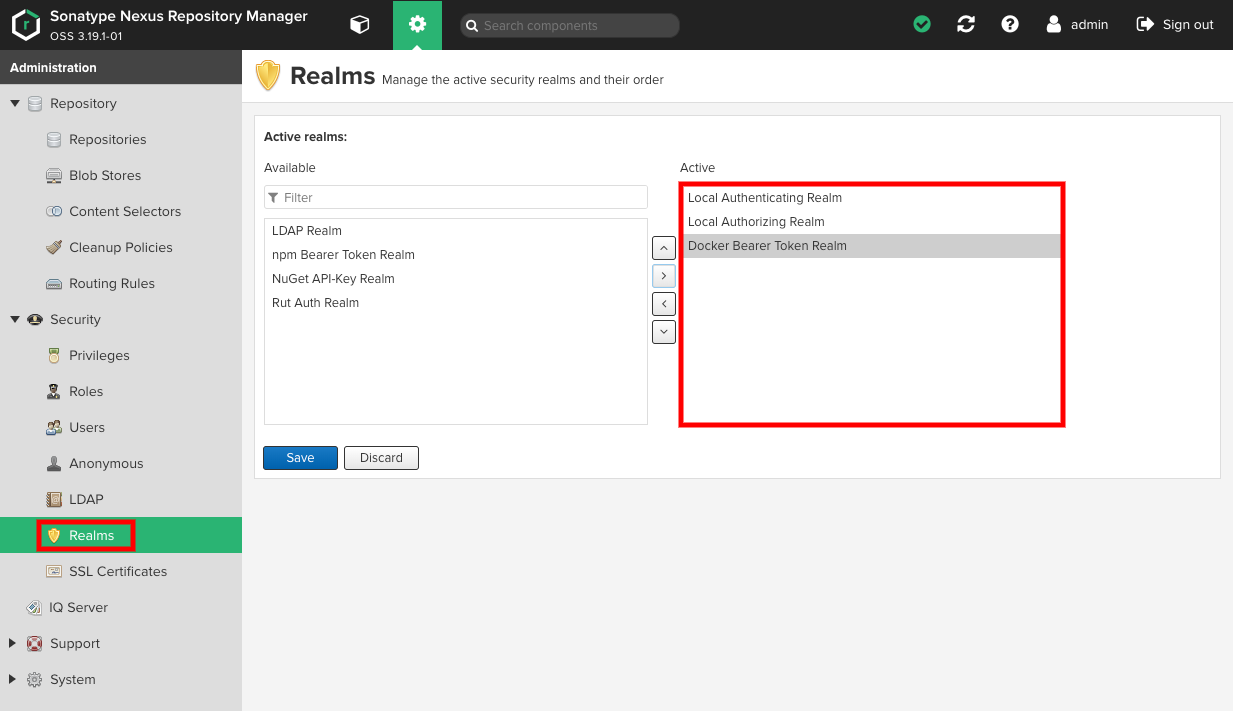 Sonatype Nexus Repository Manager
OSS 3.19.1-01
Search components
admin
Sign out
Administration
Repository
Repositories
Blob Stores
Content Selectors
Cleanup Policies
Routing Rules
Security
Privileges
Roles
Users
Anonymous
LDAP
Realms
SSL Certificates
IQ Server
Support
System
Realms Manage the active security realms and their order
Active realms:
Available
Filter
LDAP Realm
npm Bearer Token Realm
NuGet API-Key Realm
Rut Auth Realm
Active
Local Authenticating Realm
Local Authorizing Realm
Docker Bearer Token Realm
Save
Discard